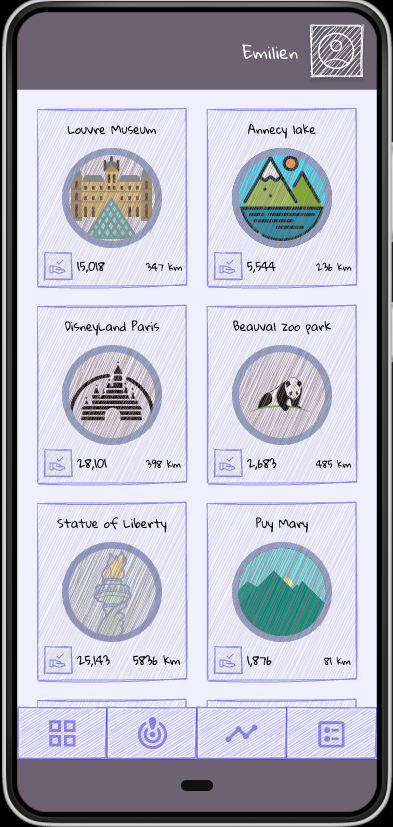 Emilien
Louvre Museum
Annecy lake
15,018 347 km
5,544 236 km
DisneyLand Paris
Beauval zoo park
28,101 398 km
2,683 485 km
Statue of Liberty
Puy Mary
25,143 5836 km
1,876 81 km